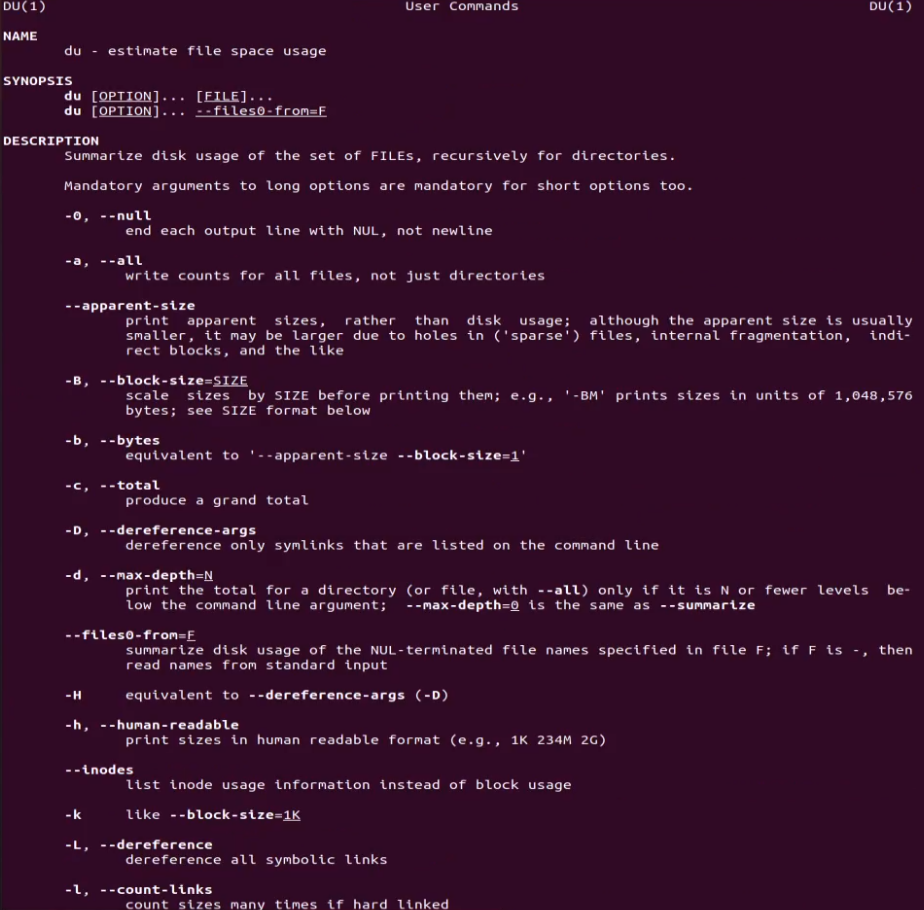 DU(1) User Commands DU(1)
NAME
du - estimate file space usage
SYNOPSIS
du [OPTION]... [FILE]...
du [OPTION]... --files0-from=F
DESCRIPTION
Summarize disk usage of the set of FILEs, recursively for directories.
Mandatory arguments to long options are mandatory for short options too.
-0, --null
end each output line with NUL, not newline
-a, --all
write counts for all files, not just directories
--apparent-size
print apparent sizes, rather than disk usage; although the apparent size is usually
smaller, it may be larger due to holes in ('sparse') files, internal fragmentation, indi-
rect blocks, and the like
-B, --block-size=SIZE
scale sizes by SIZE before printing them; e.g., '-BM' prints sizes in units of 1,048,576
bytes; see SIZE format below
-b, --bytes
equivalent to '--apparent-size --block-size=1'
-c, --total
produce a grand total
-D, --dereference-args
dereference only symlinks that are listed on the command line
-d, --max-depth=N
print the total for a directory (or file, with --all) only if it is N or fewer levels be-
low the command line argument; --max-depth=0 is the same as --summarize
--files0-from=F
summarize disk usage of the NUL-terminated file names specified in file F; if F is -, then
read names from standard input
-H equivalent to --dereference-args (-D)
-h, --human-readable
print sizes in human readable format (e.g., 1K 234M 2G)
--inodes
list inode usage information instead of block usage
-k like --block-size=1K
-L, --dereference
dereference all symbolic links
-l, --count-links
count sizes many times if hard linked